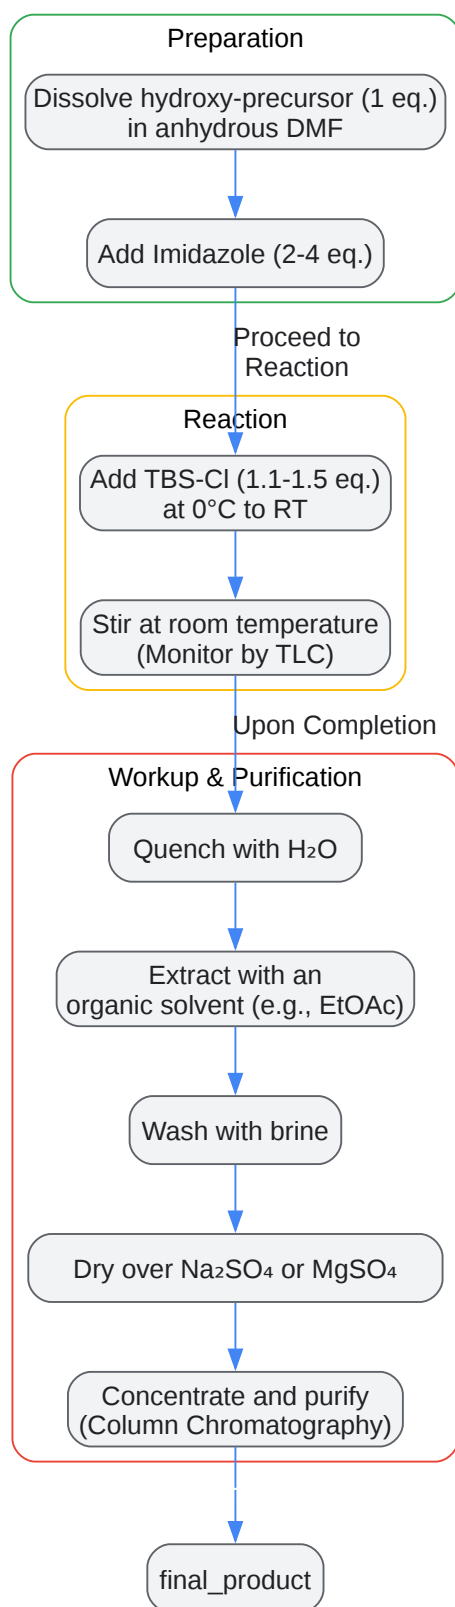 Preparation
Dissolve hydroxy-precursor (1 eq.)
in anhydrous DMF
Add Imidazole (2-4 eq.)
Proceed to
Reaction
Reaction
Add TBS-Cl (1.1-1.5 eq.)
at 0°C to RT
Stir at room temperature
(Monitor by TLC)
Upon Completion
Workup & Purification
Quench with H₂O
Extract with an
organic solvent (e.g., EtOAc)
Wash with brine
Dry over Na₂SO₄ or MgSO₄
Concentrate and purify
(Column Chromatography)
final_product